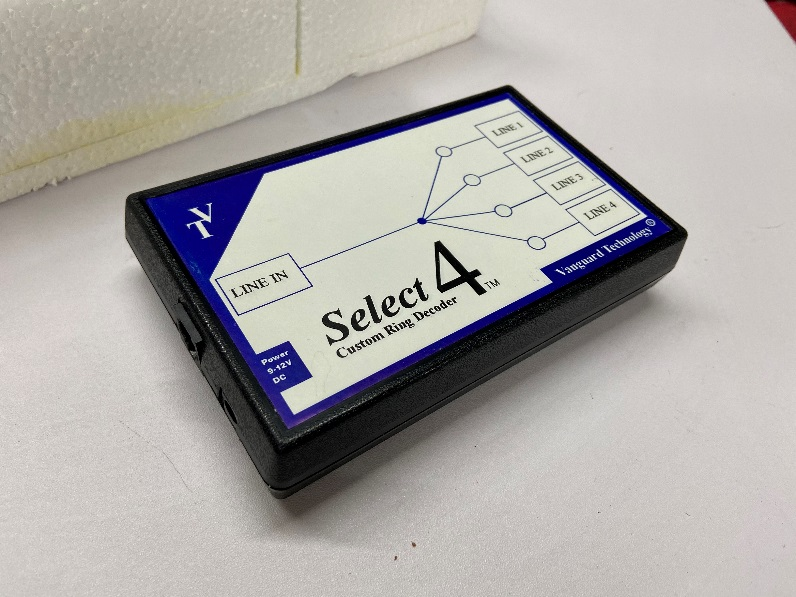 VT
LINE IN
LINE 1
LINE 2
LINE 3
LINE 4
Select 4™
Custom Ring Decoder
Vanguard Technology®
Power
9-12V
DC